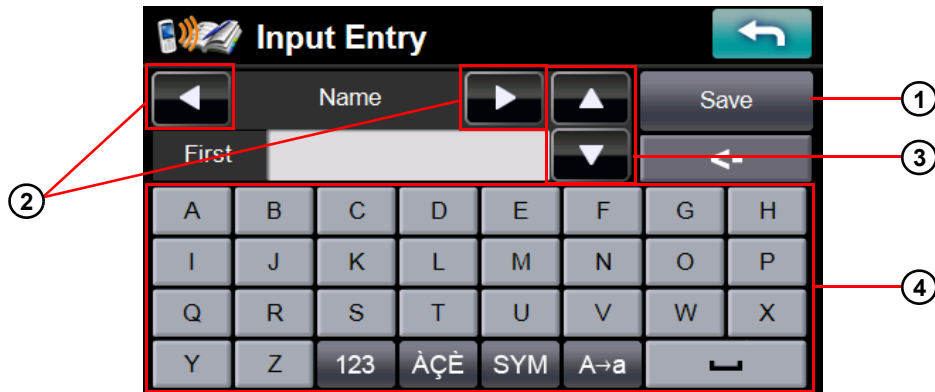 Input Entry
Name Save
First <-
A B C D E F G H
I J K L M N O P
Q R S T U V W X
Y Z 123 ÀÇÈ SYM A→a
1
2
3
4